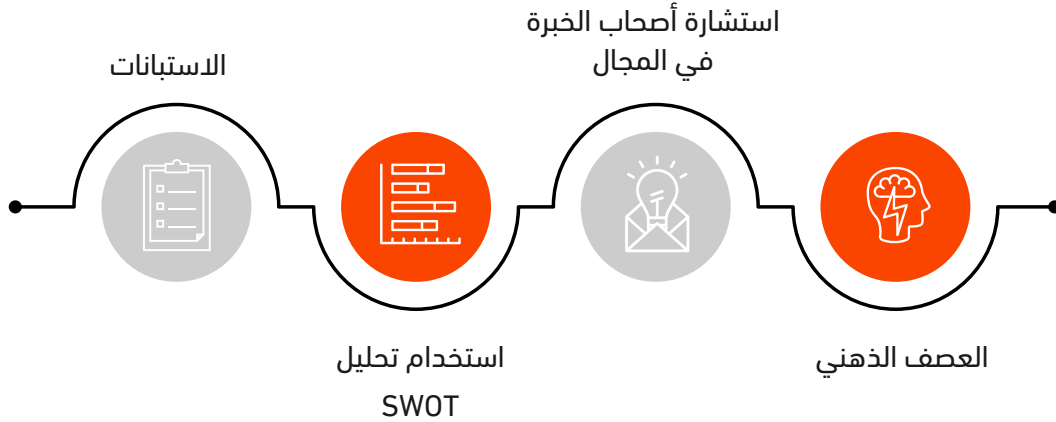 العصف الذهني
استشارة أصحاب الخبرة
في المجال
استخدام تحليل
SWOT
الاستبانات